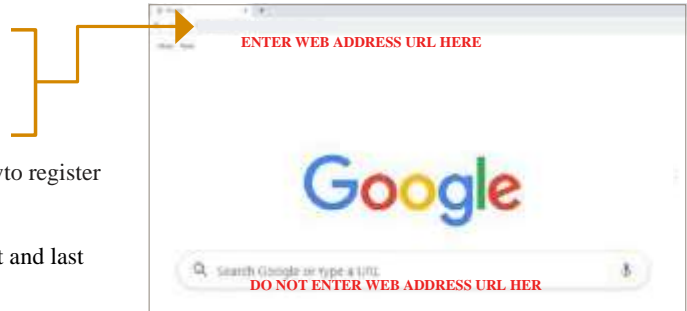 ENTER WEB ADDRESS URL HERE
to register
t and last
Google
Search Google or type a URL
DO NOT ENTER WEB ADDRESS URL HER